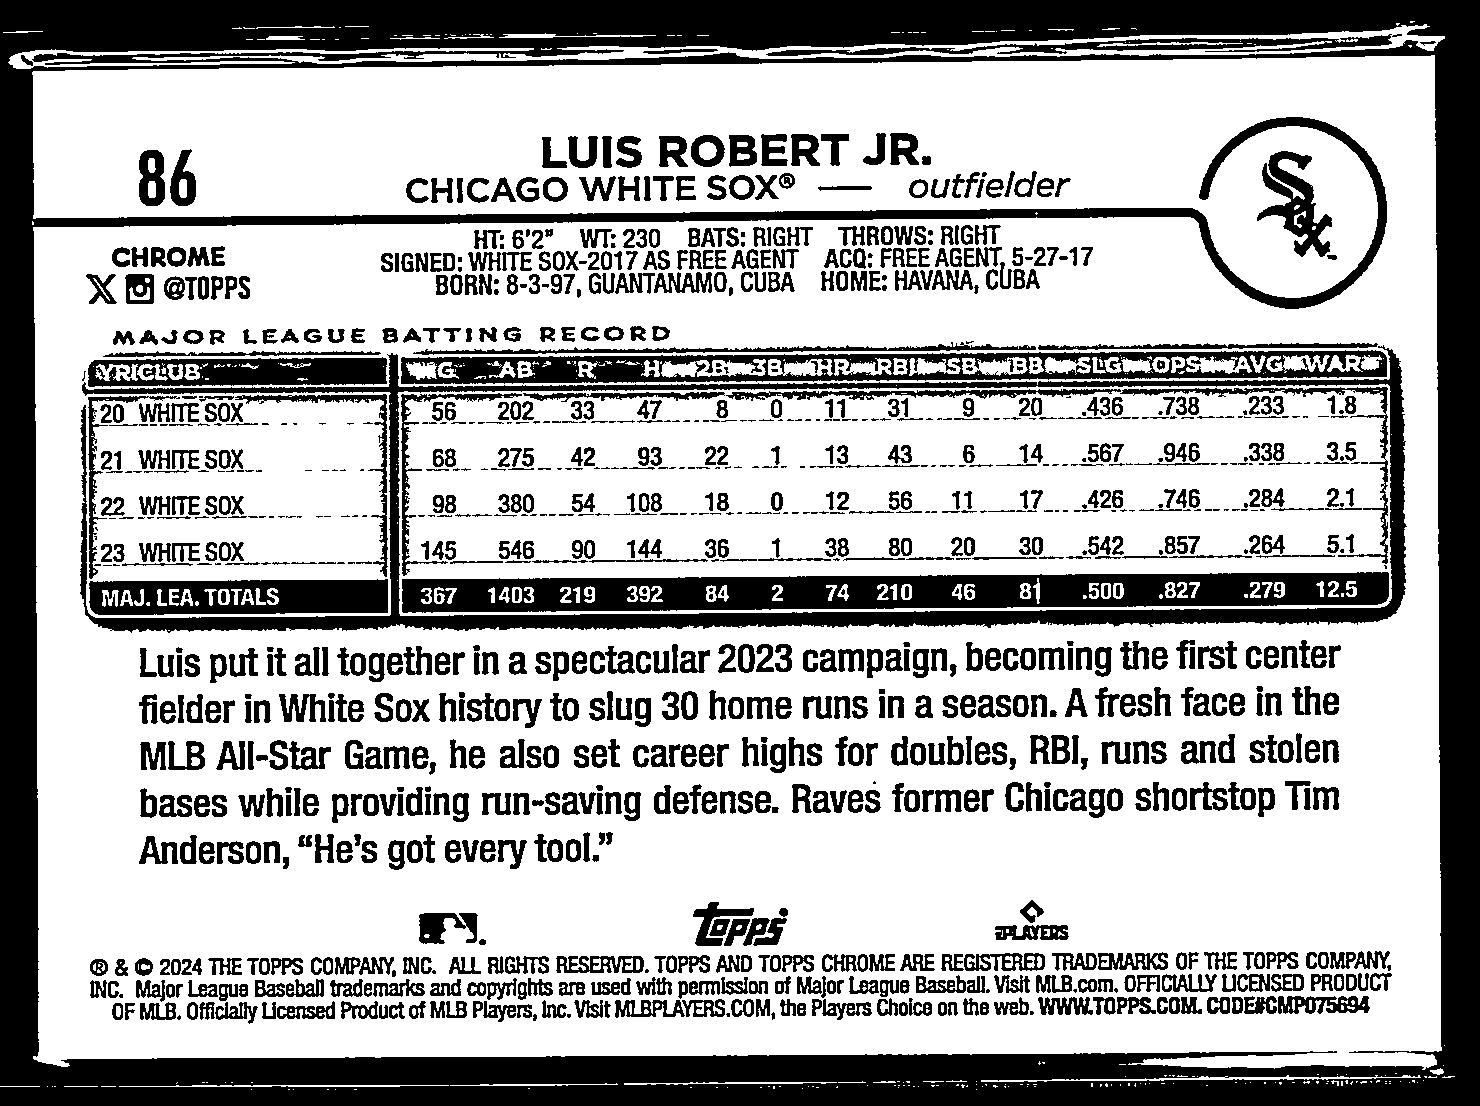 86
LUIS ROBERT JR.
CHICAGO WHITE SOX® — outfielder
Sox
CHROME
X @TOPPS
HT: 6'2" WT: 230 BATS: RIGHT THROWS: RIGHT
SIGNED: WHITE SOX-2017 AS FREE AGENT ACQ: FREE AGENT, 5-27-17
BORN: 8-3-97, GUANTANAMO, CUBA HOME: HAVANA, CUBA
MAJOR LEAGUE BATTING RECORD
YR CLUB G AB R H 2B 3B HR RBI SB BB SLG OPS AVG WAR
20 WHITE SOX 56 202 33 47 8 0 11 31 9 20 .436 .738 .233 1.8
21 WHITE SOX 68 275 42 93 22 1 13 43 6 14 .567 .946 .338 3.5
22 WHITE SOX 98 380 54 108 18 0 12 56 11 17 .426 .746 .284 2.1
23 WHITE SOX 145 546 90 144 36 1 38 80 20 30 .542 .857 .264 5.1
MAJ. LEA. TOTALS 367 1403 219 392 84 2 74 210 46 81 .500 .827 .279 12.5
Luis put it all together in a spectacular 2023 campaign, becoming the first center
fielder in White Sox history to slug 30 home runs in a season. A fresh face in the
MLB All-Star Game, he also set career highs for doubles, RBI, runs and stolen
bases while providing run-saving defense. Raves former Chicago shortstop Tim
Anderson, “He's got every tool.”
topps
PLAYERS
® & © 2024 THE TOPPS COMPANY, INC. ALL RIGHTS RESERVED. TOPPS AND TOPPS CHROME ARE REGISTERED TRADEMARKS OF THE TOPPS COMPANY,
INC. Major League Baseball trademarks and copyrights are used with permission of Major League Baseball. Visit MLB.com. OFFICIALLY LICENSED PRODUCT
OF MLB. Officially Licensed Product of MLB Players, Inc. Visit MLBPLAYERS.COM, the Players Choice on the web. WWW.TOPPS.COM. CODE#CMP075694